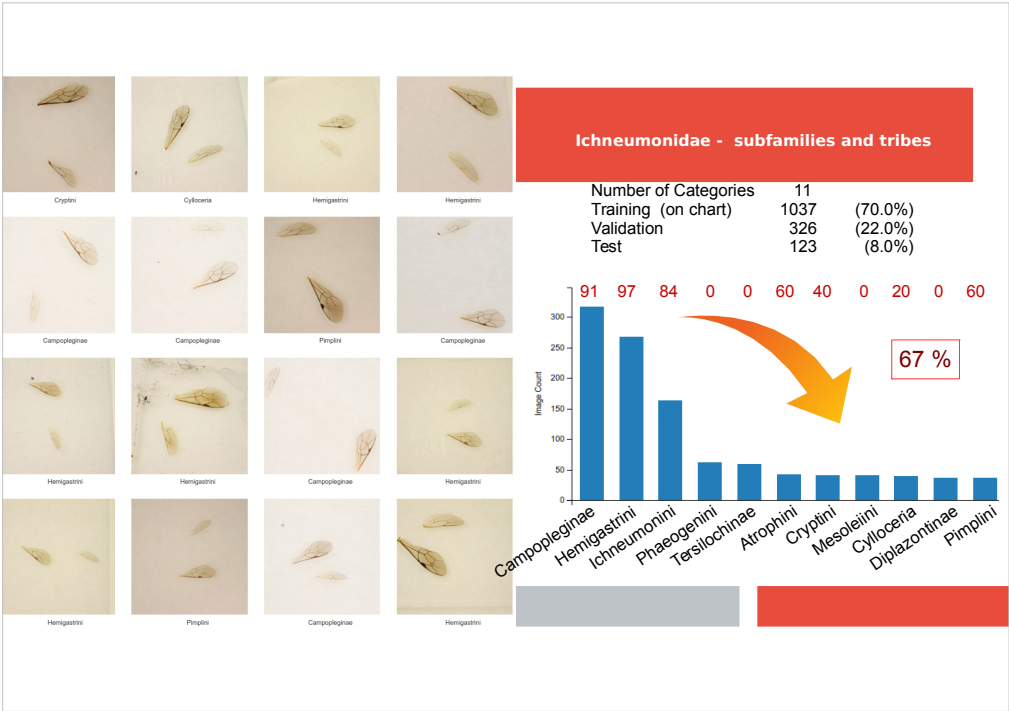 Cryptini
Cylloceria
Hemigastrini
Hemigastrini
Campopleginae
Campopleginae
Pimplini
Campopleginae
Hemigastrini
Hemigastrini
Campopleginae
Hemigastrini
Hemigastrini
Pimplini
Campopleginae
Hemigastrini
Ichneumonidae - subfamilies and tribes
Number of Categories 11
Training (on chart) 1037 (70.0%)
Validation 326 (22.0%)
Test 123 (8.0%)
91 97 84 0 0 60 40 0 20 0 60
67 %
Image Count
300
250
200
150
100
50
0
Campopleginae
Hemigastrini
Ichneumonini
Phaeogenini
Tersilochinae
Atrophini
Cryptini
Mesoleiini
Cylloceria
Diplazontinae
Pimplini